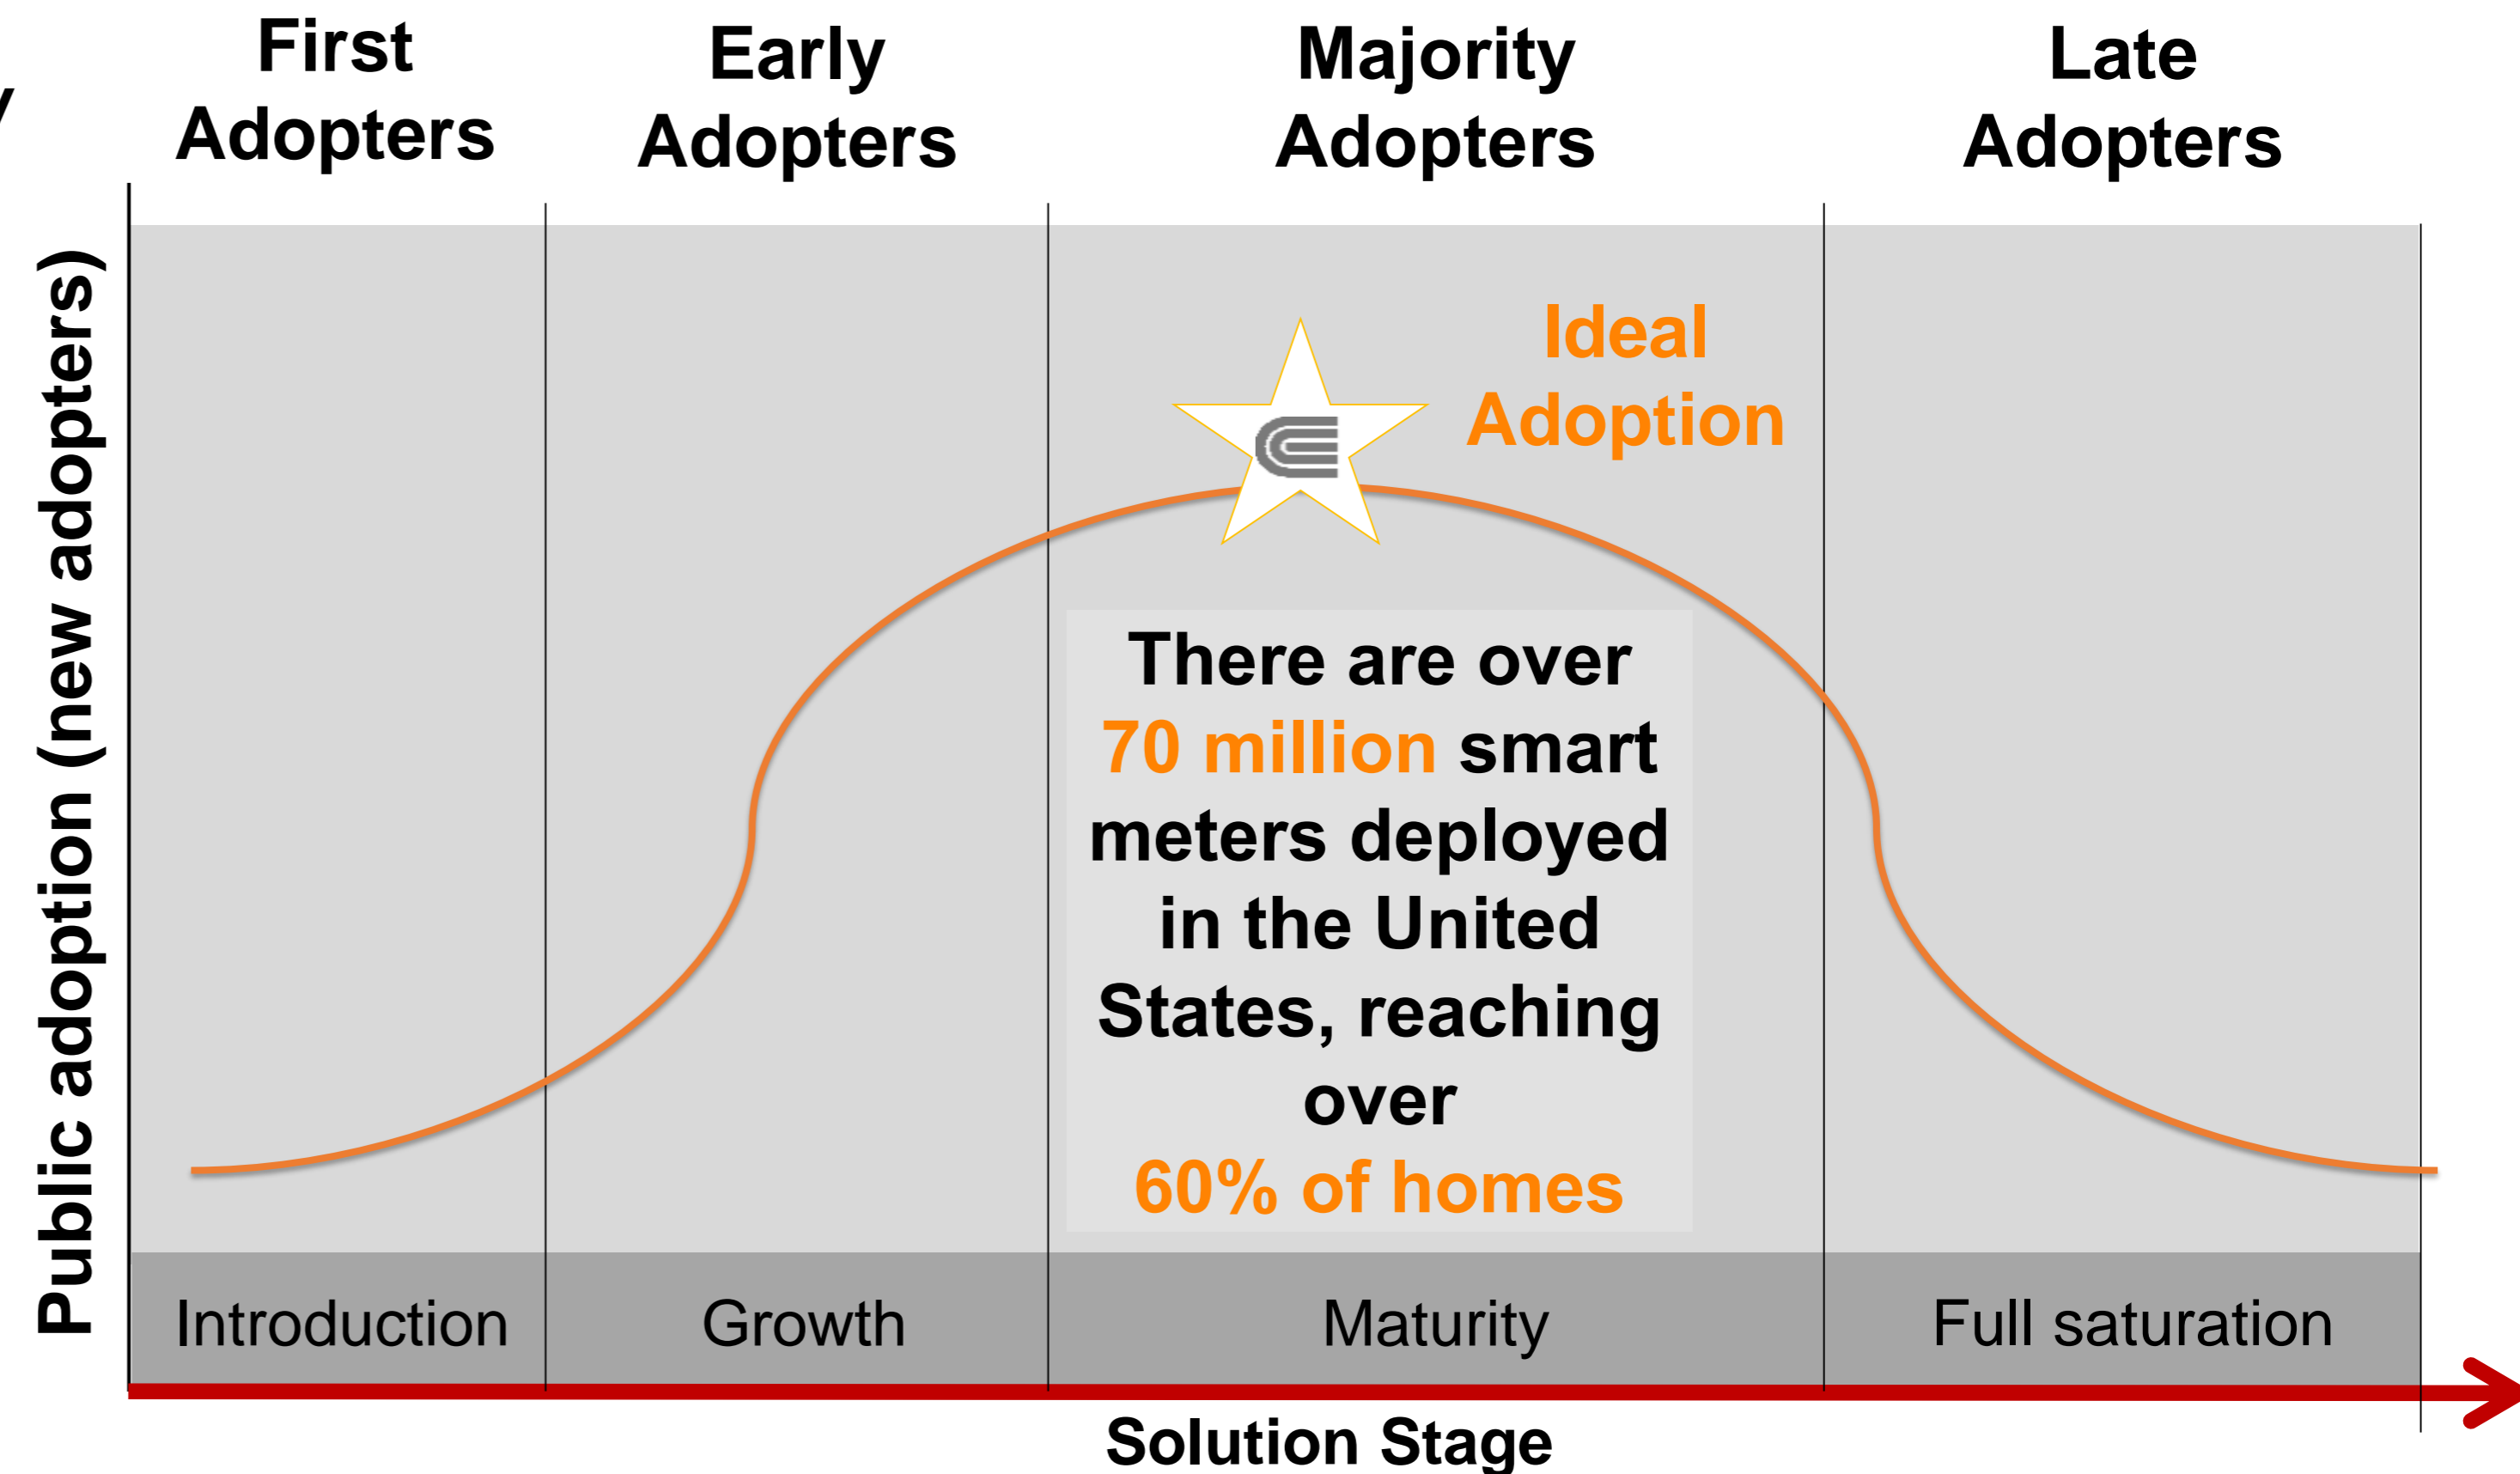 First
Adopters
Early
Adopters
Majority
Adopters
Late
Adopters
Public adoption (new adopters)
Ideal
Adoption
There are over
70 million smart
meters deployed
in the United
States, reaching
over
60% of homes
Introduction
Growth
Maturity
Full saturation
Solution Stage